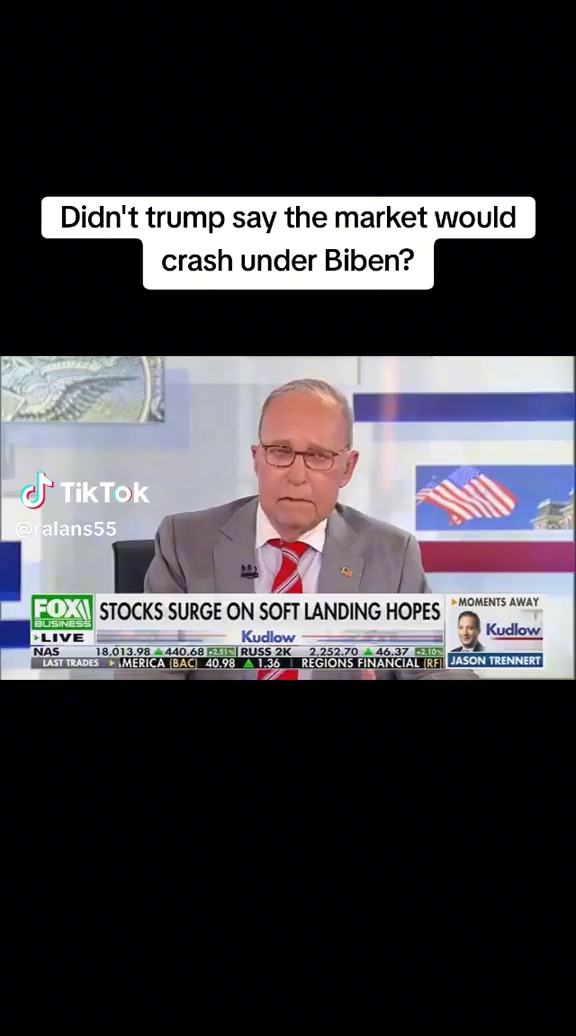 Didn't trump say the market would
crash under Biben?
TikTok
@ralans55
FOX
BUSINESS
LIVE
STOCKS SURGE ON SOFT LANDING HOPES
Kudlow
NAS 18,013.98 ▲ 440.68 +2.51% RUSS 2K 2,252.70 ▲ 46.37 +2.10%
LAST TRADES AMERICA (BAC) 40.98 ▲ 1.36 | REGIONS FINANCIAL (RF)
MOMENTS AWAY
Kudlow
JASON TRENNERT